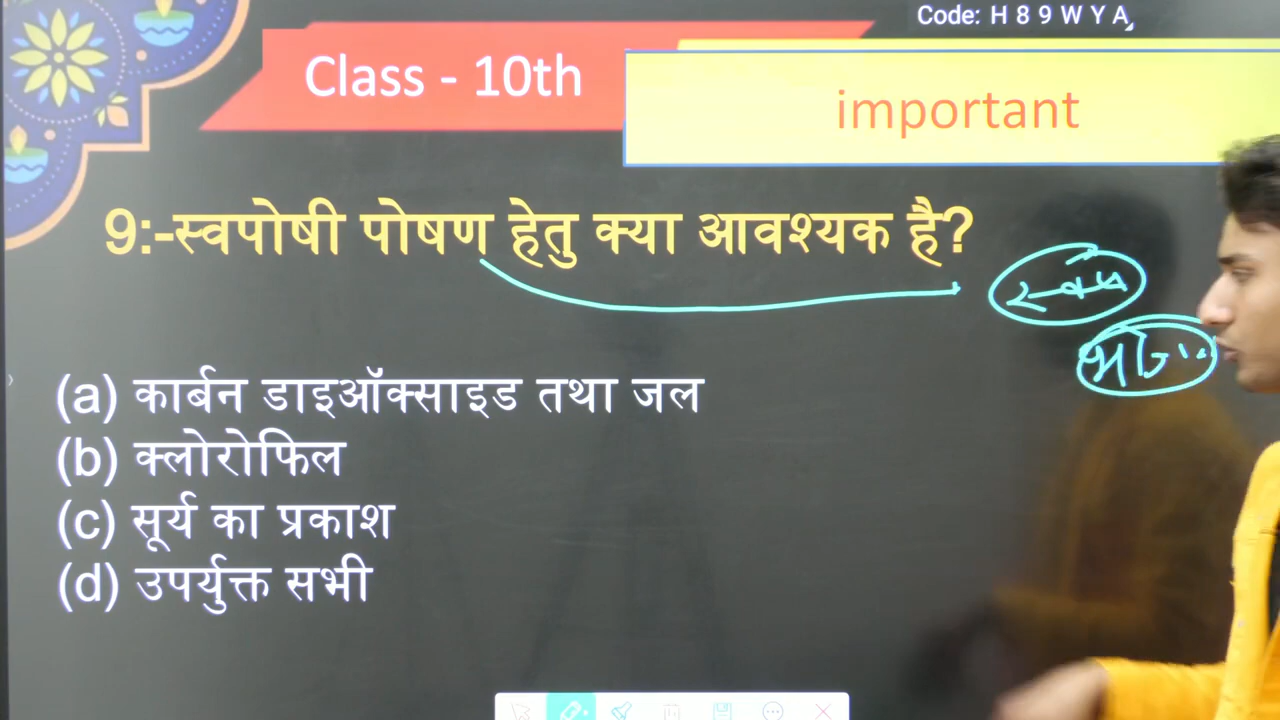 Code: H 8 9 W Y A
Class - 10th
important
9:-स्वपोषी पोषण हेतु क्या आवश्यक है?
(a) कार्बन डाइऑक्साइड तथा जल
(b) क्लोरोफिल
(c) सूर्य का प्रकाश
(d) उपर्युक्त सभी